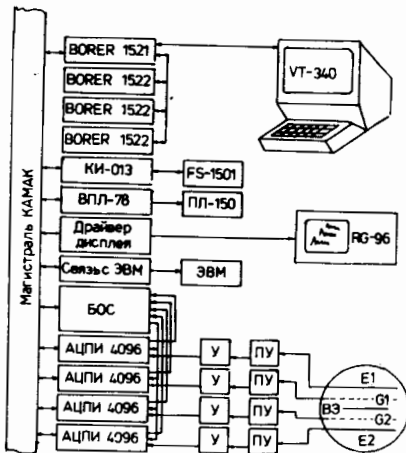 Магистраль КАМАК
BORER 1521
VT-340
BORER 1522
BORER 1522
BORER 1522
КИ-013
FS-1501
ВПЛ-78
ПЛ-150
Драйвер
дисплея
RG-96
Связь с ЭВМ
ЭВМ
БОС
АЦПИ 4096
У
ПУ
E1
АЦПИ 4096
У
ПУ
G1
ВЭ
АЦПИ 4096
У
ПУ
G2
АЦПИ 4096
У
ПУ
E2